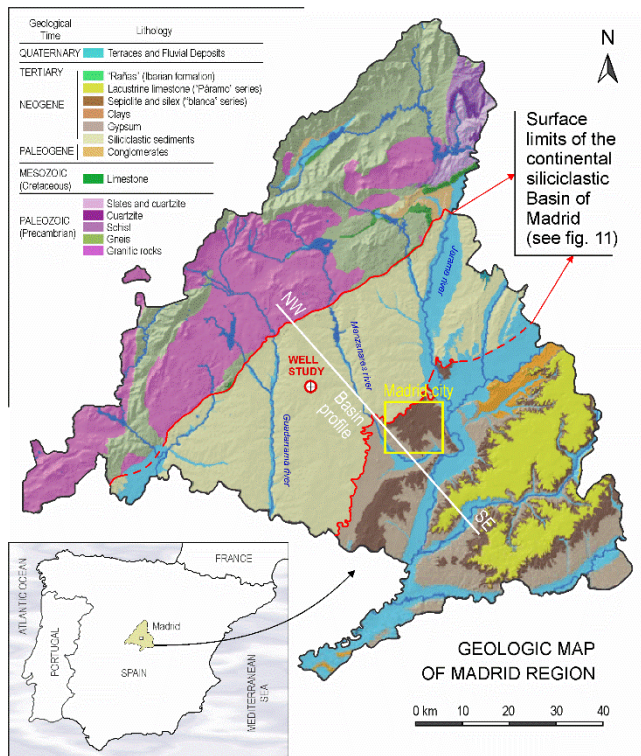 Geological
Time
Lithology
QUATERNARY
Terraces and Fluvial Deposits
TERTIARY
"Rañas" (Iberian formation)
Lacustrine limestone ("Páramo" series)
NEOGENE
Sepiolite and silex ("blanca" series)
Clays
Gypsum
Siliciclastic sediments
PALEOGENE
Conglomerates
MESOZOIC
(Cretaceous)
Limestone
PALEOZOIC
(Precambrian)
Slates and cuartzite
Cuartzite
Schist
Gneis
Granitic rocks
N
Surface
limits of the
continental
siliciclastic
Basin of
Madrid
(see fig. 11)
Jarama river
NW
Manzanares river
WELL
STUDY
Madrid city
Basin
profile
Guadarrama river
SE
FRANCE
ATLANTIC OCEAN
PORTUGAL
Madrid
SPAIN
MEDITERRANEAN
SEA
GEOLOGIC MAP
OF MADRID REGION
0 km 10 20 30 40